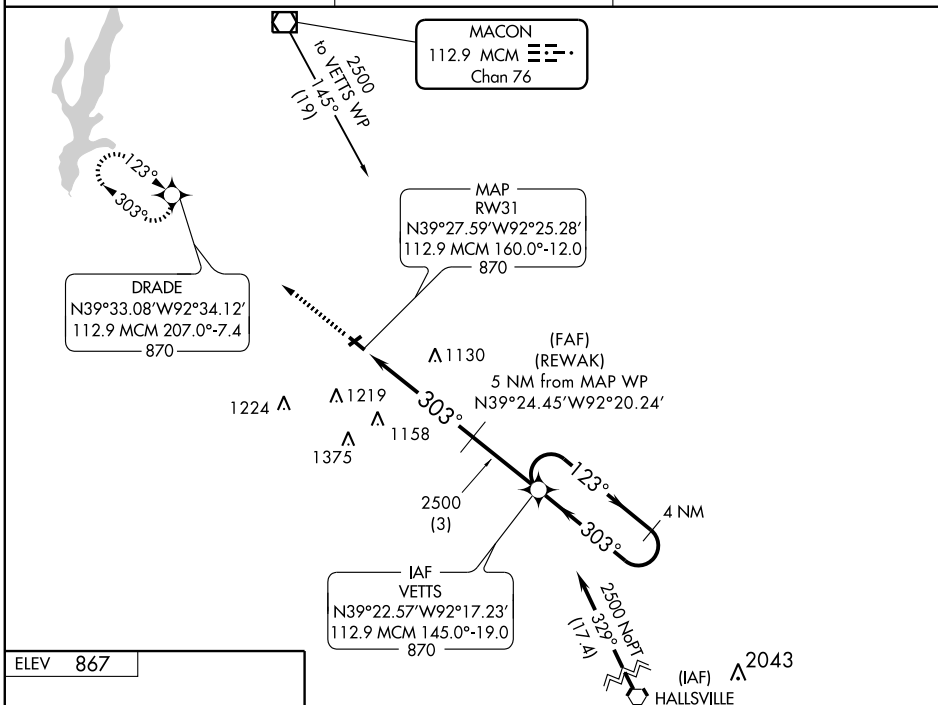 MACON
112.9 MCM
Chan 76
2500
to VETTS WP
145°
(19)
123°
303°
MAP
RW31
N39°27.59'W92°25.28'
112.9 MCM 160.0°-12.0
870
DRADE
N39°33.08'W92°34.12'
112.9 MCM 207.0°-7.4
870
1130
(FAF)
(REWAK)
5 NM from MAP WP
N39°24.45'W92°20.24'
1224
1219
1158
1375
303°
2500
(3)
123°
303°
4 NM
IAF
VETTS
N39°22.57'W92°17.23'
112.9 MCM 145.0°-19.0
870
2500 NoPT
329°
(17.4)
ELEV 867
(IAF)
HALLSVILLE
2043